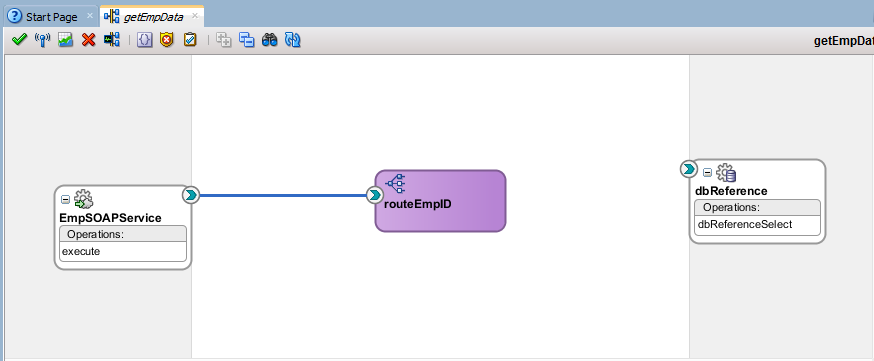 Start Page
getEmpData
getEmpDat
EmpSOAPService
Operations:
execute
routeEmpID
dbReference
Operations:
dbReferenceSelect